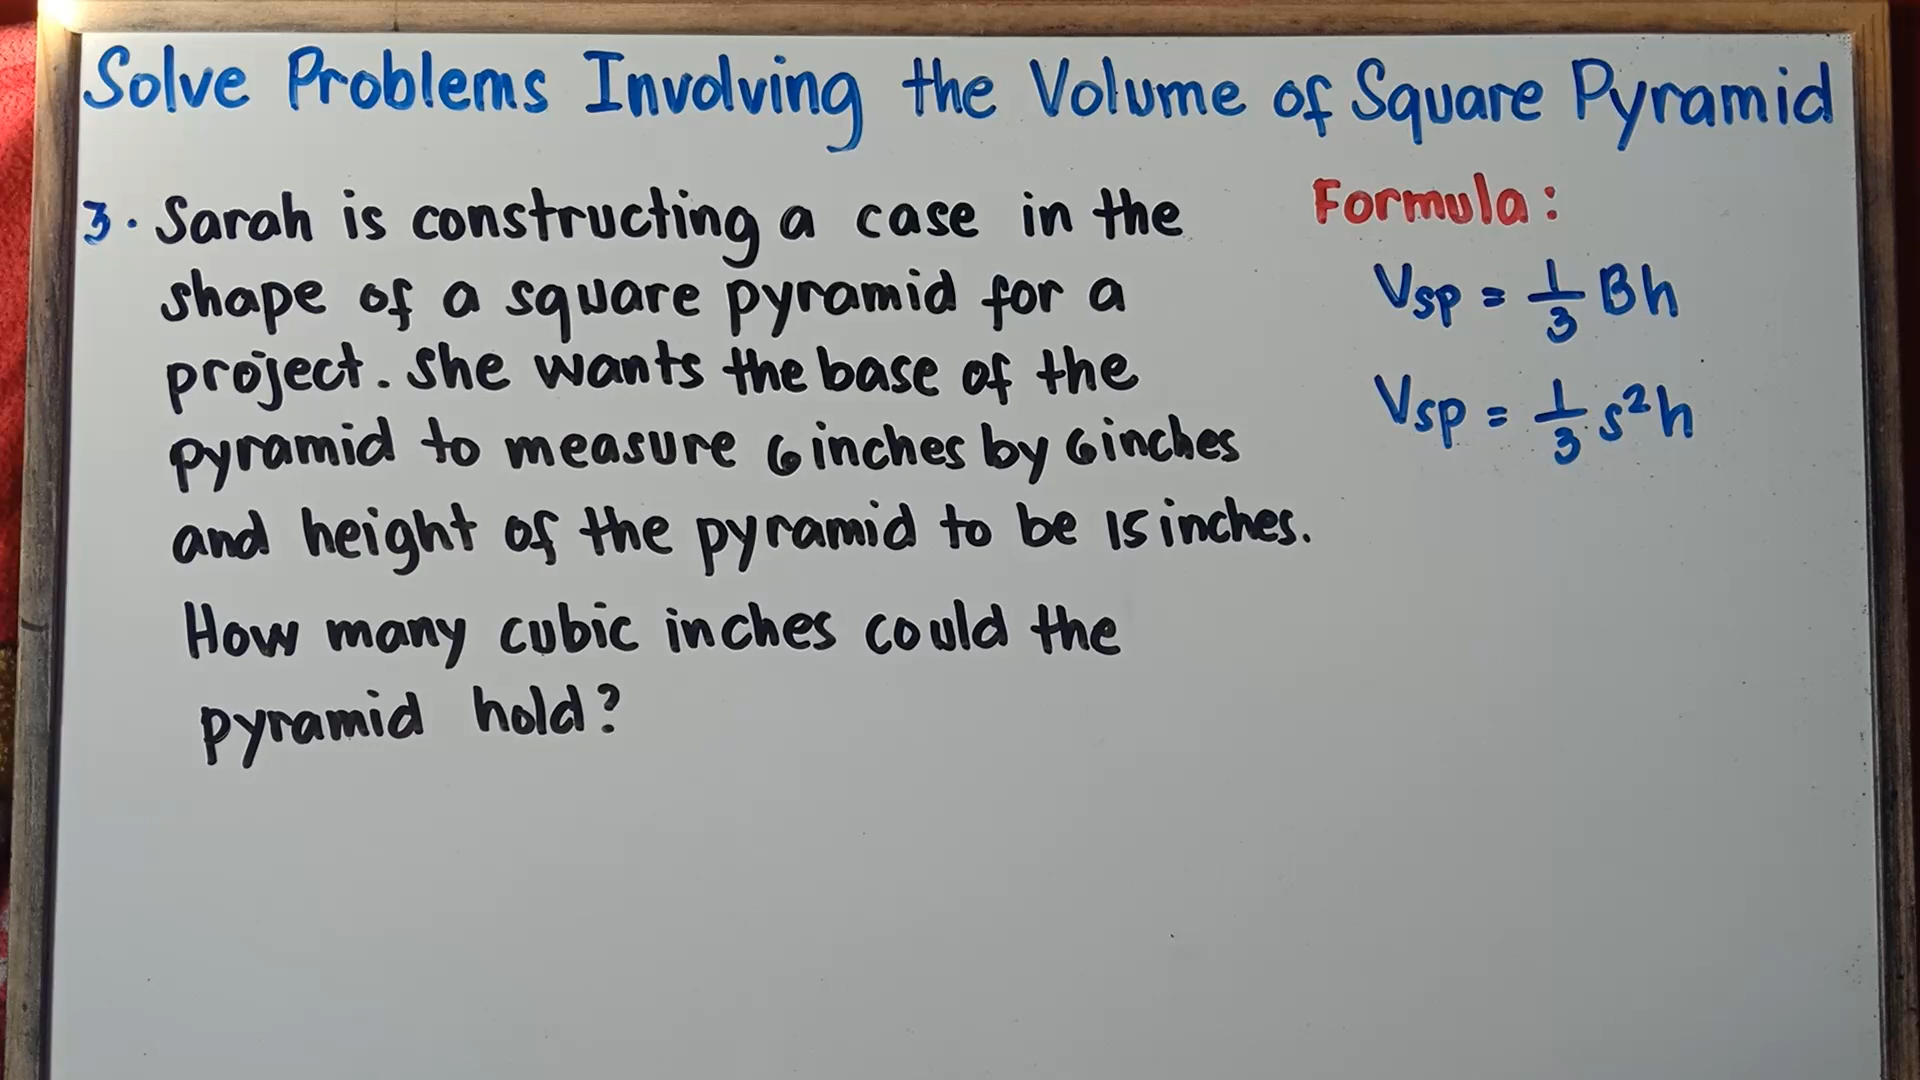 Solve Problems Involving the Volume of Square Pyramid
3. Sarah is constructing a case in the
shape of a square pyramid for a
project. She wants the base of the
pyramid to measure 6 inches by 6 inches
and height of the pyramid to be 15 inches.
How many cubic inches could the
pyramid hold?
Formula:
Vsp = 1/3 Bh
Vsp = 1/3 s²h